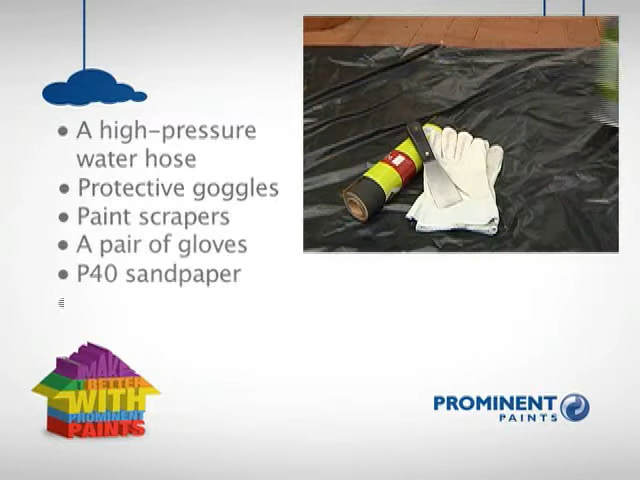 • A high-pressure
water hose
• Protective goggles
• Paint scrapers
• A pair of gloves
• P40 sandpaper
MAKE
IT BETTER
WITH
PROMINENT
PAINTS
PROMINENT
PAINTS